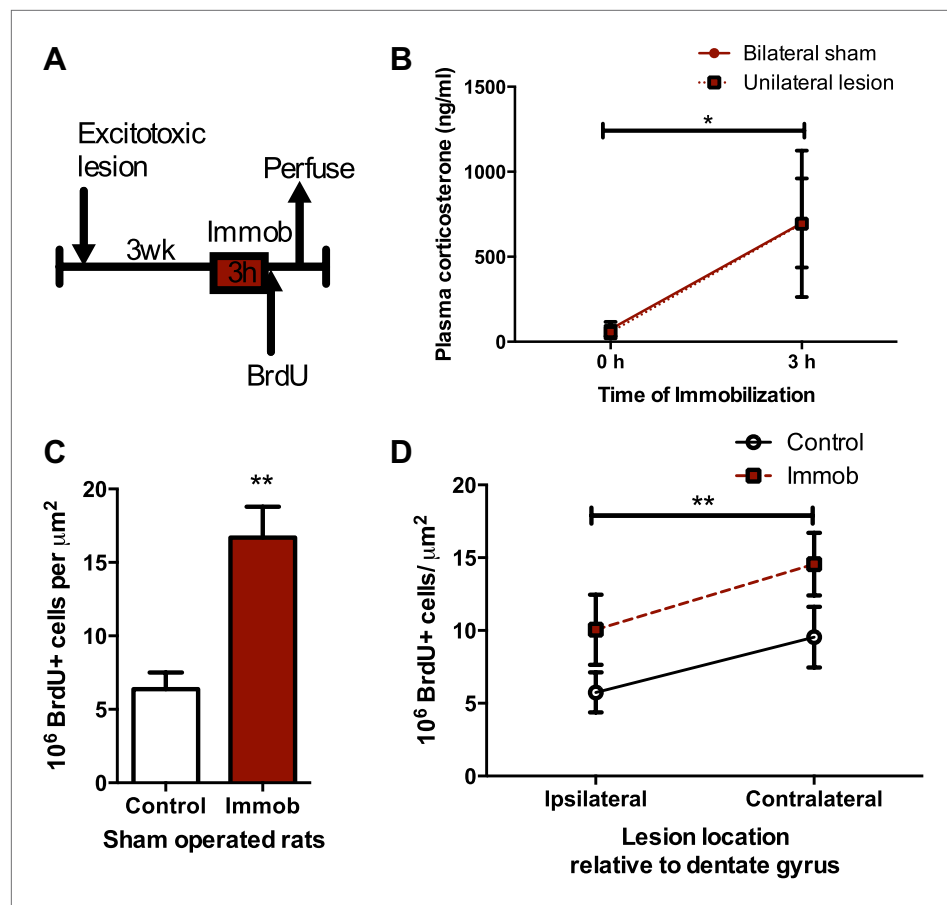 A
Excitotoxic
lesion
Perfuse
Immob
3wk
3h
BrdU
B
Bilateral sham
Unilateral lesion
Plasma corticosterone (ng/ml)
1500
1000
500
0
*
0 h
3 h
Time of Immobilization
C
10⁶ BrdU+ cells per μm²
20
15
10
5
0
**
Control
Immob
Sham operated rats
D
Control
Immob
10⁶ BrdU+ cells/ μm²
20
15
10
5
0
**
Ipsilateral
Contralateral
Lesion location
relative to dentate gyrus